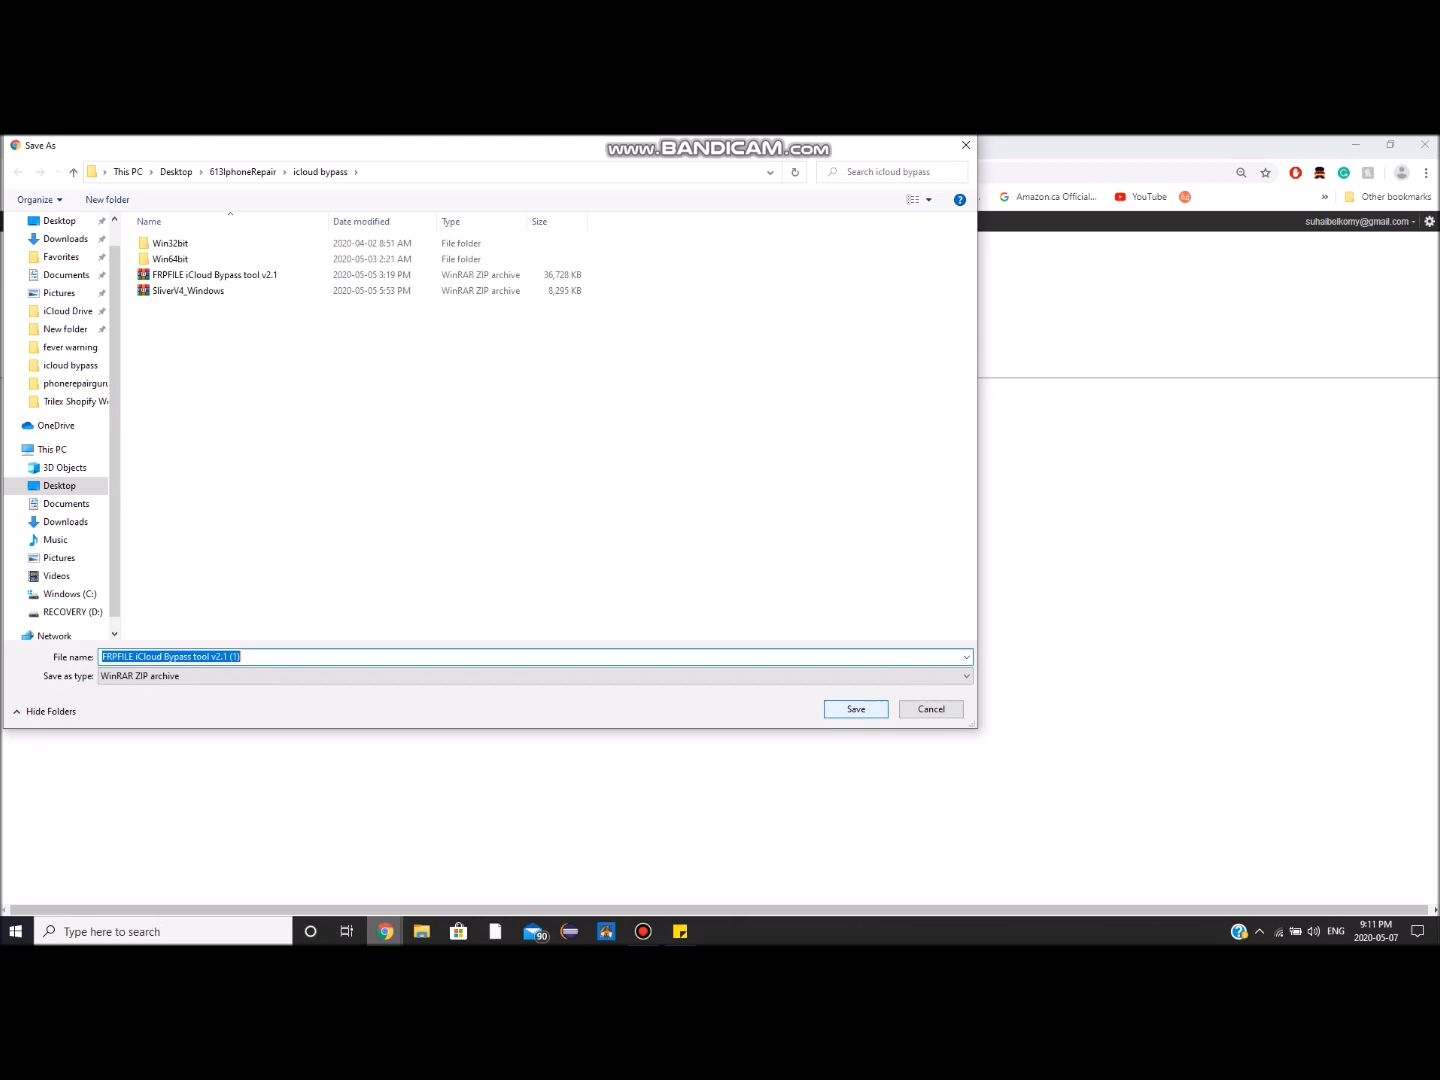 Save As
www.BANDICAM.com
This PC > Desktop > 613IphoneRepair > icloud bypass >
Search icloud bypass
Organize
New folder
Amazon.ca Official...
YouTube
»
Other bookmarks
suhaibelkomy@gmail.com
Name
Date modified
Type
Size
Win32bit
2020-04-02 8:51 AM
File folder
Win64bit
2020-05-03 2:21 AM
File folder
FRPFILE iCloud Bypass tool v2.1
2020-05-05 3:19 PM
WinRAR ZIP archive
36,728 KB
SliverV4_Windows
2020-05-05 5:53 PM
WinRAR ZIP archive
8,295 KB
Desktop
Downloads
Favorites
Documents
Pictures
iCloud Drive
New folder
fever warning
icloud bypass
phonerepairguru
Trilex Shopify W
OneDrive
This PC
3D Objects
Desktop
Documents
Downloads
Music
Pictures
Videos
Windows (C:)
RECOVERY (D:)
Network
File name: FRPFILE iCloud Bypass tool v2.1 (1)
Save as type: WinRAR ZIP archive
Hide Folders
Save
Cancel
Type here to search
90
ENG
9:11 PM
2020-05-07